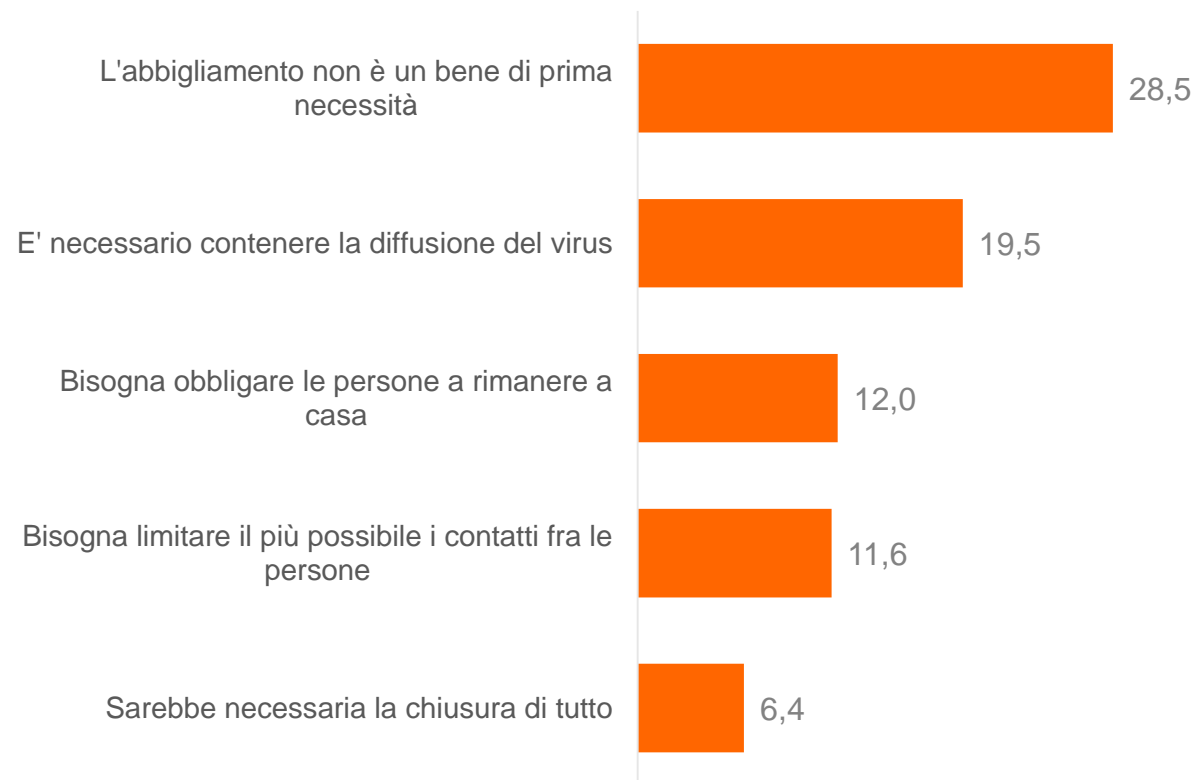 L'abbigliamento non è un bene di prima
necessità
28,5
E' necessario contenere la diffusione del virus
19,5
Bisogna obbligare le persone a rimanere a
casa
12,0
Bisogna limitare il più possibile i contatti fra le
persone
11,6
Sarebbe necessaria la chiusura di tutto
6,4